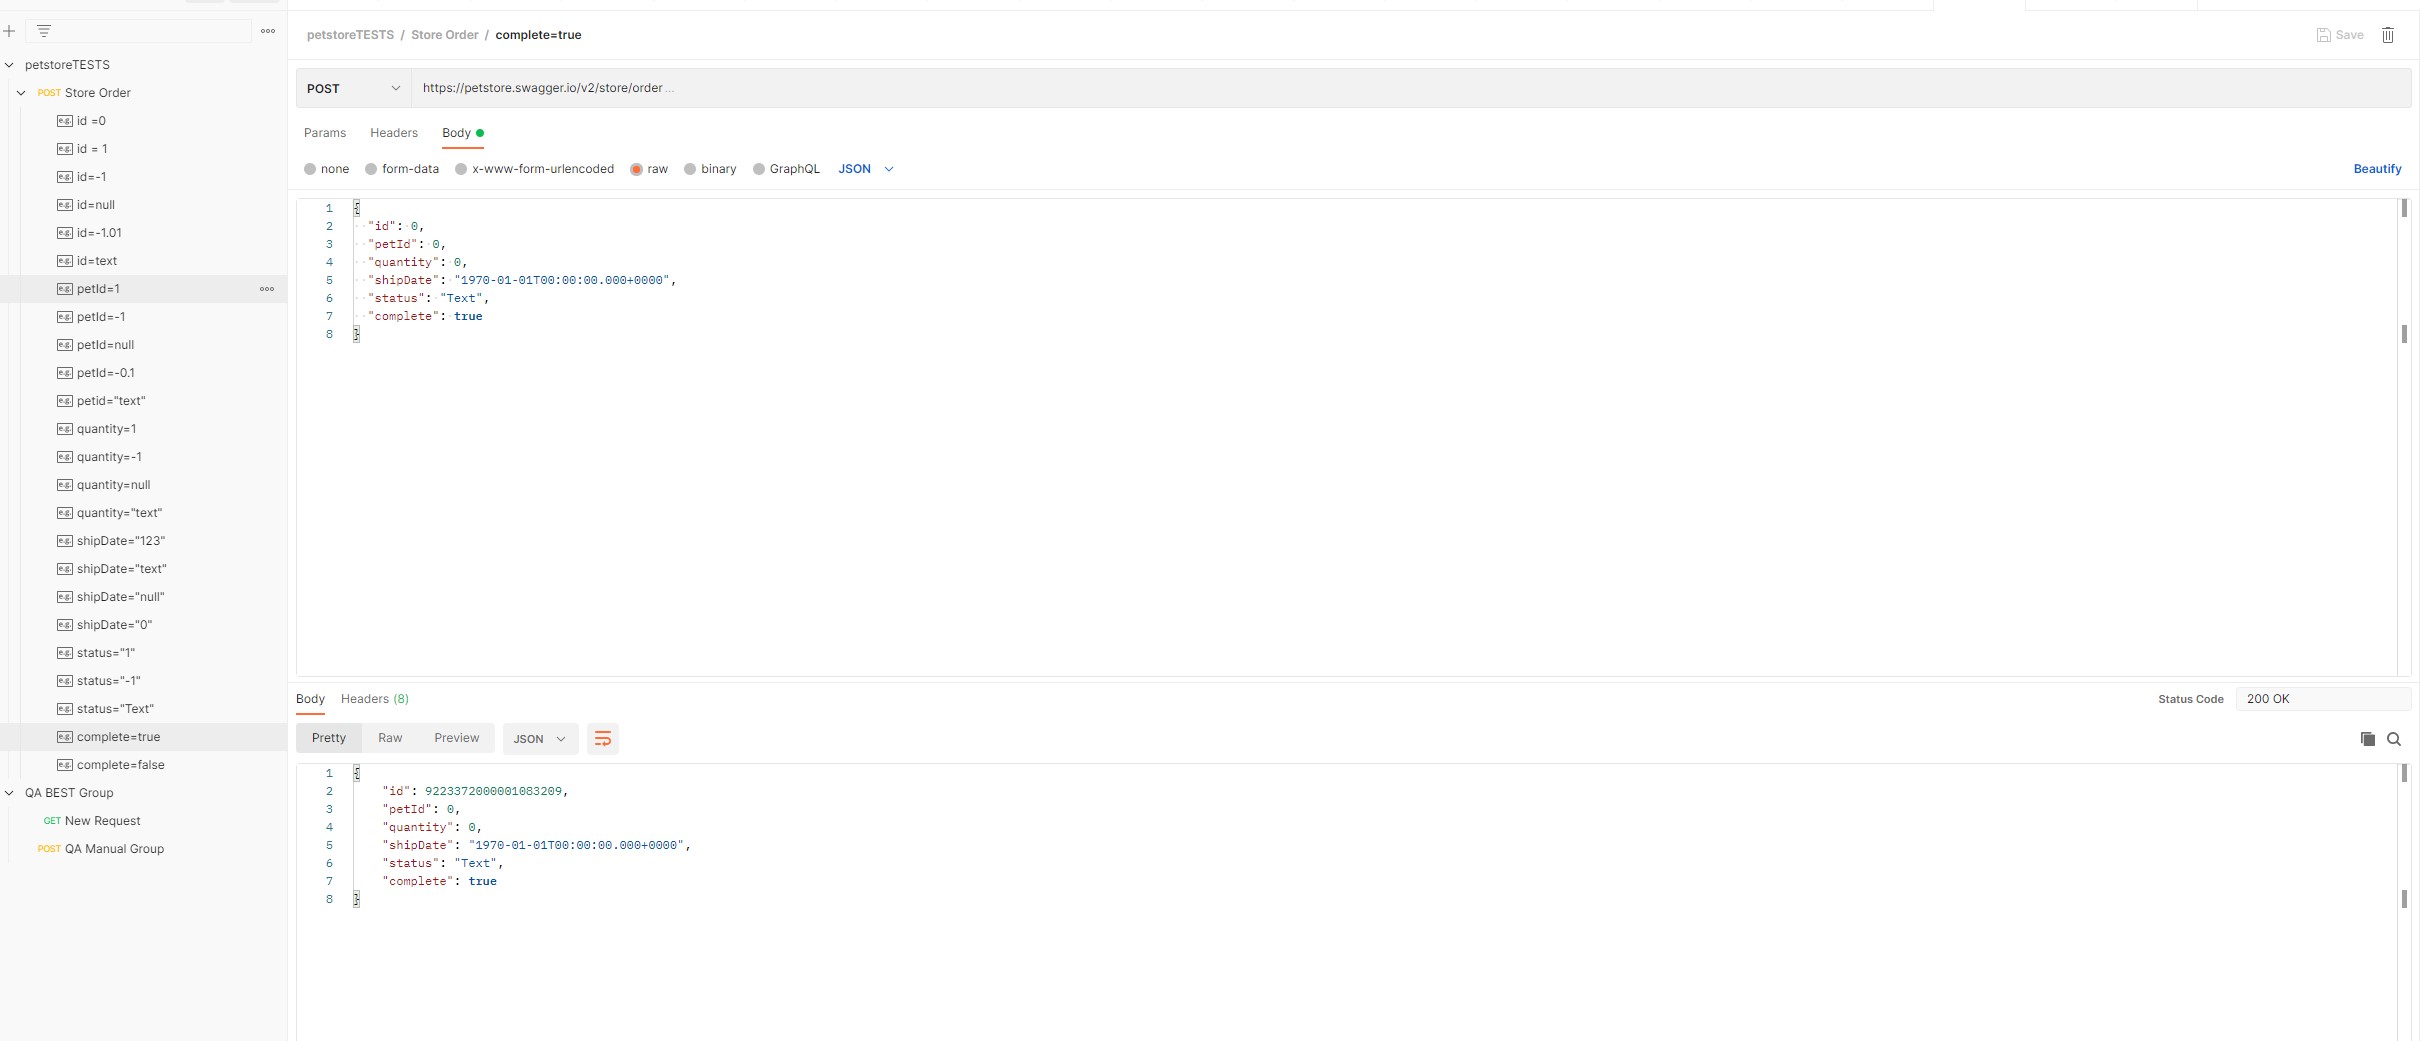 petstoreTESTS
POST Store Order
e.g. id =0
e.g. id = 1
e.g. id=-1
e.g. id=null
e.g. id=-1.01
e.g. id=text
e.g. petId=1
e.g. petId=-1
e.g. petId=null
e.g. petId=-0.1
e.g. petid="text"
e.g. quantity=1
e.g. quantity=-1
e.g. quantity=null
e.g. quantity="text"
e.g. shipDate="123"
e.g. shipDate="text"
e.g. shipDate="null"
e.g. shipDate="0"
e.g. status="1"
e.g. status="-1"
e.g. status="Text"
e.g. complete=true
e.g. complete=false
QA BEST Group
GET New Request
POST QA Manual Group
petstoreTESTS / Store Order / complete=true
Save
POST https://petstore.swagger.io/v2/store/order ...
Params Headers Body
none form-data x-www-form-urlencoded raw binary GraphQL JSON Beautify
1 {
2 "id": 0,
3 "petId": 0,
4 "quantity": 0,
5 "shipDate": "1970-01-01T00:00:00.000+0000",
6 "status": "Text",
7 "complete": true
8 }
Body Headers (8) Status Code 200 OK
Pretty Raw Preview JSON
1 {
2 "id": 9223372000001083209,
3 "petId": 0,
4 "quantity": 0,
5 "shipDate": "1970-01-01T00:00:00.000+0000",
6 "status": "Text",
7 "complete": true
8 }